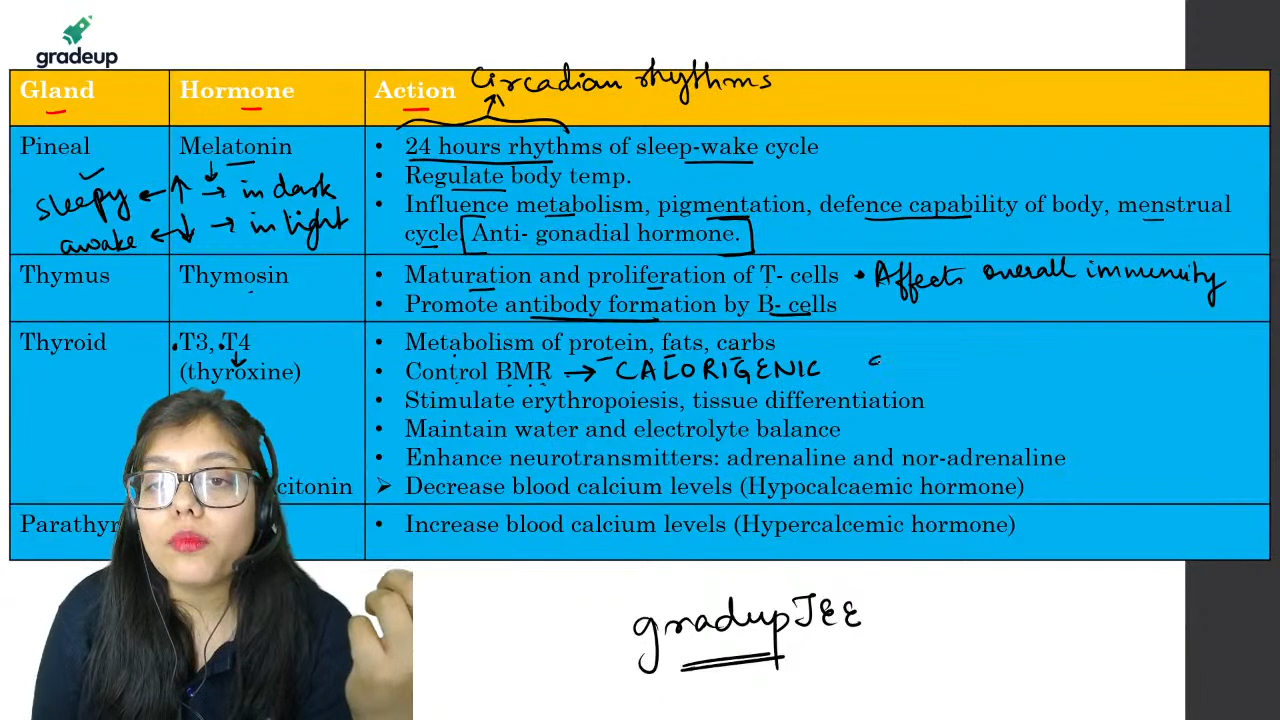 gradeup
Circadian rhythms
Gland Hormone Action
Pineal Melatonin • 24 hours rhythms of sleep-wake cycle
• Regulate body temp.
sleepy ← ↑ → in dark
• Influence metabolism, pigmentation, defence capability of body, menstrual
cycle. Anti- gonadial hormone.
awake ← ↓ → in light
Thymus Thymosin • Maturation and proliferation of T- cells • Affects overall immunity
• Promote antibody formation by B- cells
Thyroid T3, T4 • Metabolism of protein, fats, carbs
(thyroxine) • Control BMR → CALORIGENIC
• Stimulate erythropoiesis, tissue differentiation
• Maintain water and electrolyte balance
• Enhance neurotransmitters: adrenaline and nor-adrenaline
citonin ➢ Decrease blood calcium levels (Hypocalcaemic hormone)
Parathyr • Increase blood calcium levels (Hypercalcemic hormone)
gradupJEE